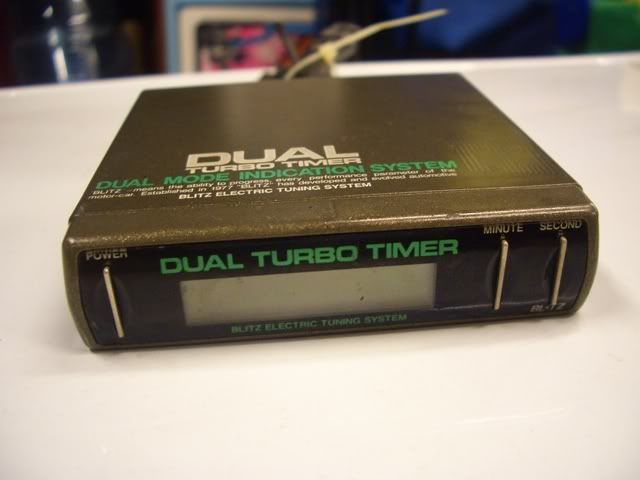 DUAL
TURBO TIMER
DUAL MODE INDICATION SYSTEM
BLITZ - means the ability to progress, every performance parameter of the
motor-car. Established in 1977 "BLITZ" has developed and evolved automotive
BLITZ ELECTRIC TUNING SYSTEM
POWER
DUAL TURBO TIMER
MINUTE
SECOND
BLITZ ELECTRIC TUNING SYSTEM
BLITZ